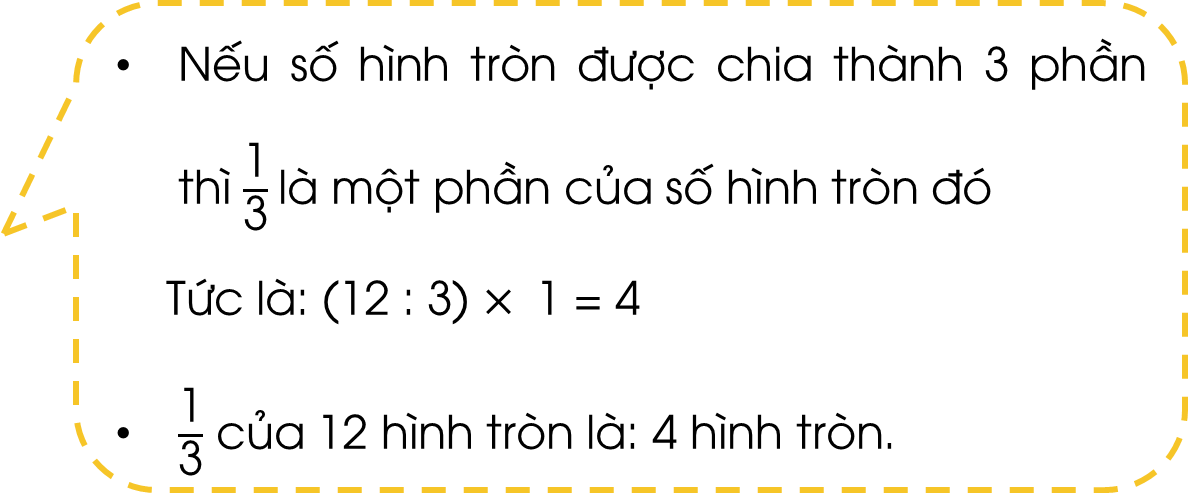 • Nếu số hình tròn được chia thành 3 phần
thì 1/3 là một phần của số hình tròn đó
Tức là: (12 : 3) × 1 = 4
• 1/3 của 12 hình tròn là: 4 hình tròn.